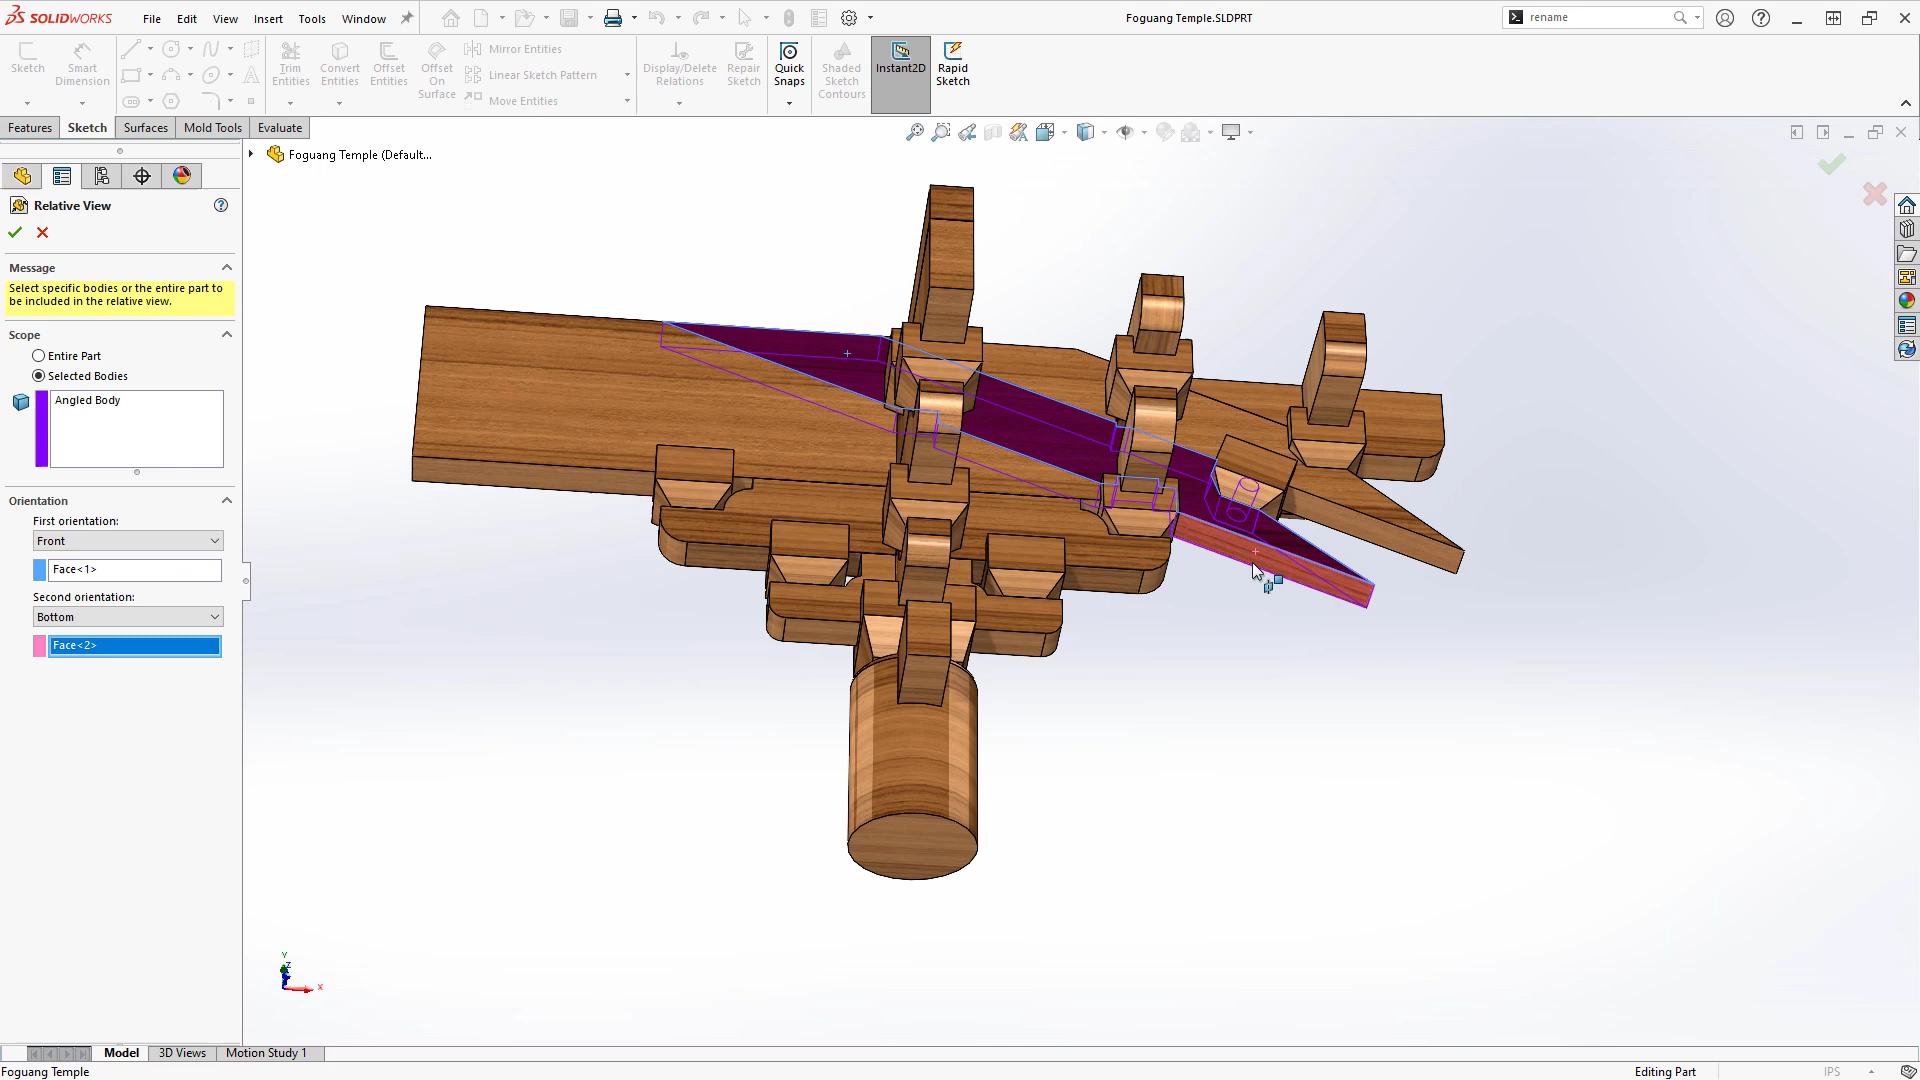 SOLIDWORKS
File Edit View Insert Tools Window
Foguang Temple.SLDPRT
rename
Sketch
Smart Dimension
Trim Entities
Convert Entities
Offset Entities
Offset On Surface
Mirror Entities
Linear Sketch Pattern
Move Entities
Display/Delete Relations
Repair Sketch
Quick Snaps
Shaded Sketch Contours
Instant2D
Rapid Sketch
Features Sketch Surfaces Mold Tools Evaluate
Foguang Temple (Default...
Relative View
Message
Select specific bodies or the entire part to
be included in the relative view.
Scope
Entire Part
Selected Bodies
Angled Body
Orientation
First orientation:
Front
Face<1>
Second orientation:
Bottom
Face<2>
Y
Z
X
Model 3D Views Motion Study 1
Foguang Temple
Editing Part
IPS